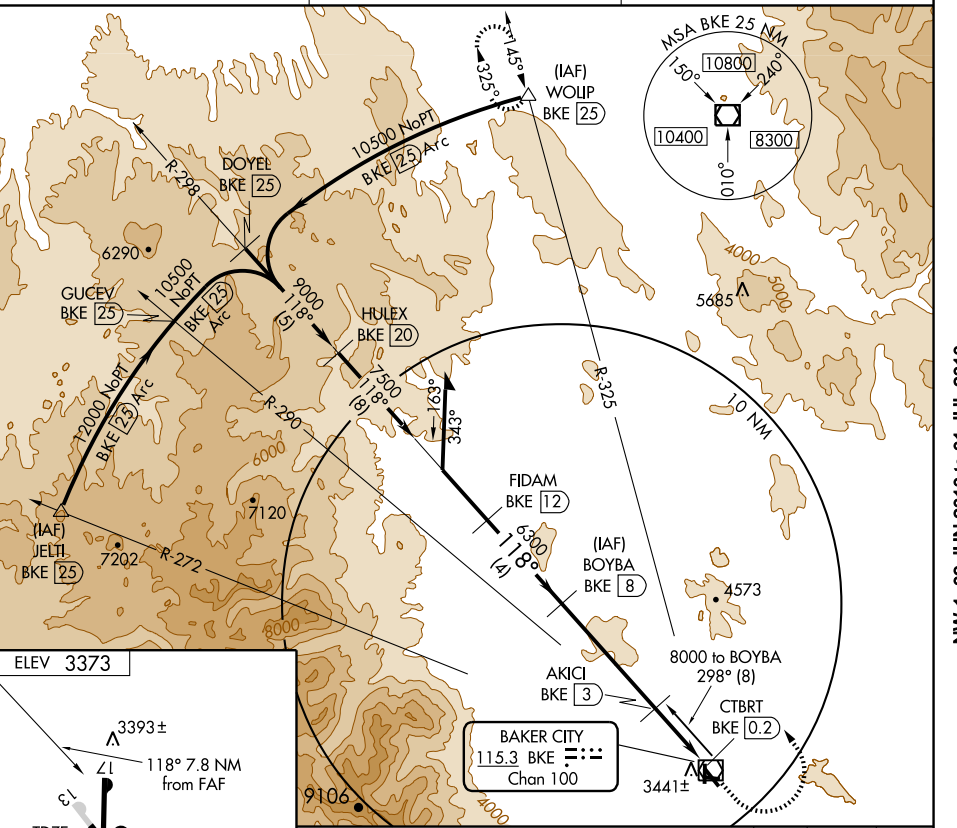 MSA BKE 25 NM
150°
10800
240°
10400
8300
010°
145°
325°
(IAF)
WOLIP
BKE 25
10500 NoPT
BKE 25 Arc
R-298
DOYEL
BKE 25
6290
GUCEV
BKE 25
10500
NoPT
BKE 25
Arc
9000
118°
(5)
HULEX
BKE 20
4000
5000
5685
12000 NoPT
BKE 25 Arc
R-290
7500
118°
(8)
163°
343°
R-325
10 NM
6000
7120
(IAF)
JELTI
BKE 25
7202
R-272
FIDAM
BKE 12
6300
118°
(4)
(IAF)
BOYBA
BKE 8
4573
8000
ELEV 3373
8000 to BOYBA
298° (8)
AKICI
BKE 3
CTBRT
BKE 0.2
BAKER CITY
115.3 BKE
Chan 100
3441±
3393±
17
118° 7.8 NM
from FAF
13
9106
4000